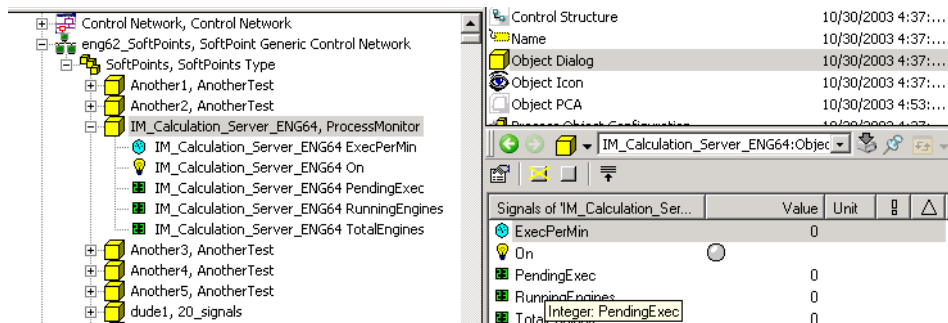 Control Network, Control Network
eng62_SoftPoints, SoftPoint Generic Control Network
SoftPoints, SoftPoints Type
Another1, AnotherTest
Another2, AnotherTest
IM_Calculation_Server_ENG64, ProcessMonitor
IM_Calculation_Server_ENG64 ExecPerMin
IM_Calculation_Server_ENG64 On
IM_Calculation_Server_ENG64 PendingExec
IM_Calculation_Server_ENG64 RunningEngines
IM_Calculation_Server_ENG64 TotalEngines
Another3, AnotherTest
Another4, AnotherTest
Another5, AnotherTest
dude1, 20_signals
Control Structure 10/30/2003 4:37:...
Name 10/30/2003 4:37:...
Object Dialog 10/30/2003 4:37:...
Object Icon 10/30/2003 4:37:...
Object PCA 10/30/2003 4:53:...
IM_Calculation_Server_ENG64:Objec
Signals of 'IM_Calculation_Ser... Value Unit
ExecPerMin 0
On
PendingExec 0
RunningEngines 0
Integer: PendingExec
0